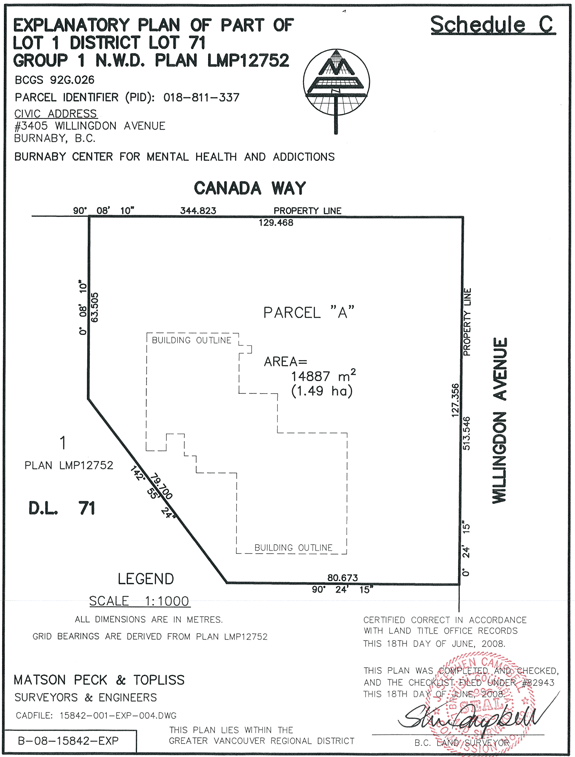 EXPLANATORY PLAN OF PART OF
LOT 1 DISTRICT LOT 71
GROUP 1 N.W.D. PLAN LMP12752
Schedule C
BCGS 92G.026
PARCEL IDENTIFIER (PID): 018-811-337
CIVIC ADDRESS
#3405 WILLINGDON AVENUE
BURNABY, B.C.
BURNABY CENTER FOR MENTAL HEALTH AND ADDICTIONS
CANADA WAY
90° 08' 10" 344.823 PROPERTY LINE
129.468
0° 08' 10"
63.505
PARCEL "A"
BUILDING OUTLINE
AREA=
14887 m²
(1.49 ha)
PROPERTY LINE
127.356
513.546
0° 24' 15"
WILLINGDON AVENUE
1
PLAN LMP12752
79.700
142° 55' 24"
D.L. 71
BUILDING OUTLINE
80.673
90° 24' 15"
LEGEND
SCALE 1:1000
ALL DIMENSIONS ARE IN METRES.
GRID BEARINGS ARE DERIVED FROM PLAN LMP12752
CERTIFIED CORRECT IN ACCORDANCE
WITH LAND TITLE OFFICE RECORDS
THIS 18TH DAY OF JUNE, 2008.
THIS PLAN WAS COMPLETED AND CHECKED,
AND THE CHECKLIST FILED UNDER #82943
THIS 18TH DAY OF JUNE, 2008
MATSON PECK & TOPLISS
SURVEYORS & ENGINEERS
CADFILE: 15842-001-EXP-004.DWG
B-08-15842-EXP
THIS PLAN LIES WITHIN THE
GREATER VANCOUVER REGIONAL DISTRICT
B.C. LAND SURVEYOR